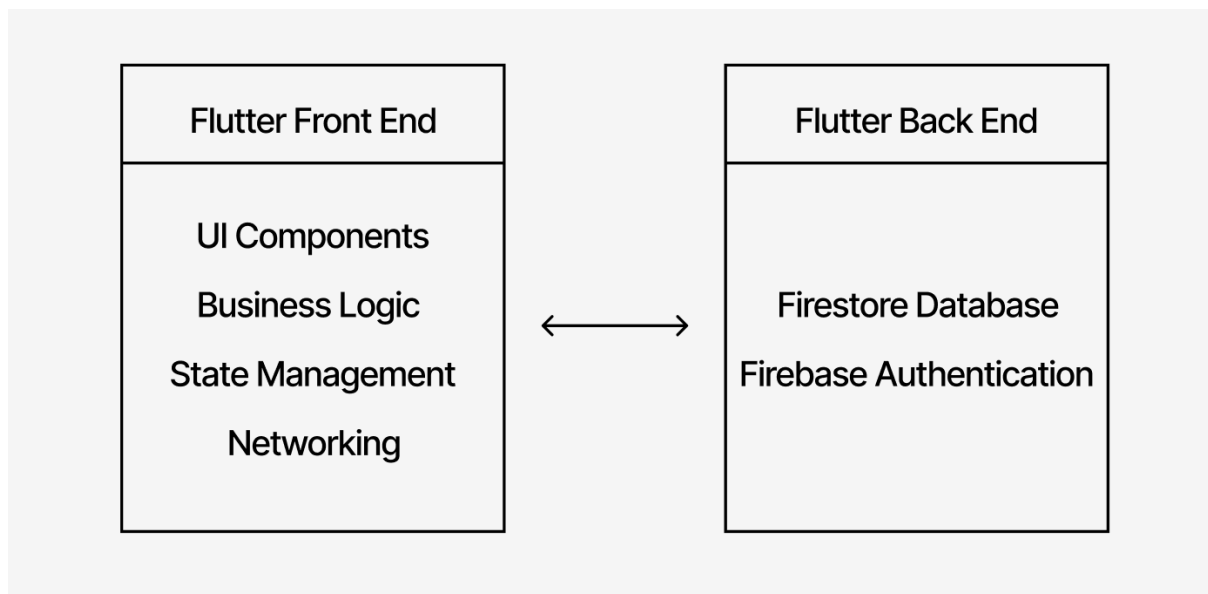 Flutter Front End
UI Components
Business Logic
State Management
Networking
Flutter Back End
Firestore Database
Firebase Authentication